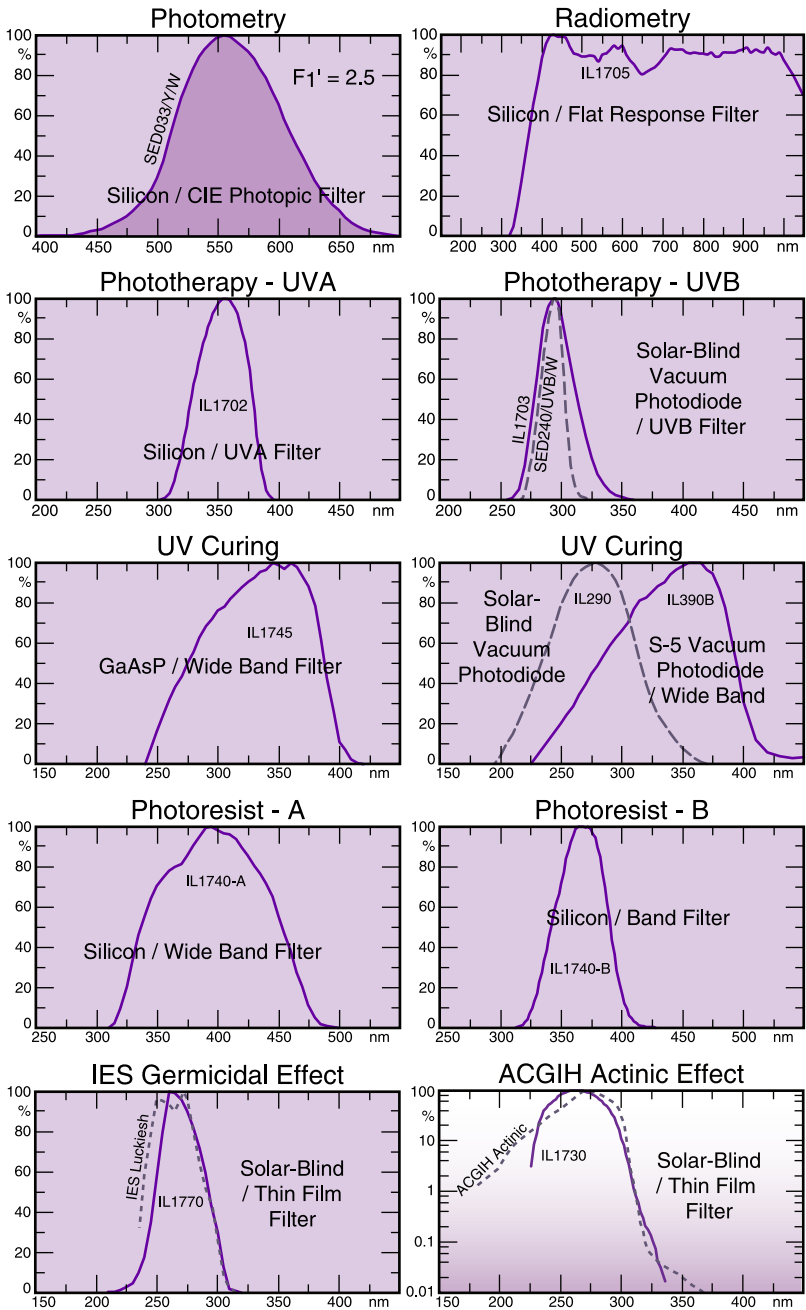 Photometry
100
%
80
60
40
20
0
SED033/Y/W
F1' = 2.5
Silicon / CIE Photopic Filter
400 450 500 550 600 650 nm
Radiometry
100
%
80
60
40
20
0
IL1705
Silicon / Flat Response Filter
200 300 400 500 600 700 800 900 nm
Phototherapy - UVA
100
%
80
60
40
20
0
IL1702
Silicon / UVA Filter
200 250 300 350 400 450 nm
Phototherapy - UVB
100
%
80
60
40
20
0
IL1703
SED240/UVB/W
Solar-Blind
Vacuum
Photodiode
/ UVB Filter
200 250 300 350 400 450 nm
UV Curing
100
%
80
60
40
20
0
IL1745
GaAsP / Wide Band Filter
150 200 250 300 350 400 nm
UV Curing
100
%
80
60
40
20
0
Solar-
Blind
Vacuum
Photodiode
IL290
IL390B
S-5 Vacuum
Photodiode
/ Wide Band
150 200 250 300 350 400 nm
Photoresist - A
100
%
80
60
40
20
0
IL1740-A
Silicon / Wide Band Filter
250 300 350 400 450 500 nm
Photoresist - B
100
%
80
60
40
20
0
Silicon / Band Filter
IL1740-B
250 300 350 400 450 500 nm
IES Germicidal Effect
100
%
80
60
40
20
0
IES Luckiesh
IL1770
Solar-Blind
/ Thin Film
Filter
150 200 250 300 350 400 nm
ACGIH Actinic Effect
100
%
10
1
0.1
0.01
ACGIH Actinic
IL1730
Solar-Blind
/ Thin Film
Filter
150 200 250 300 350 400 nm